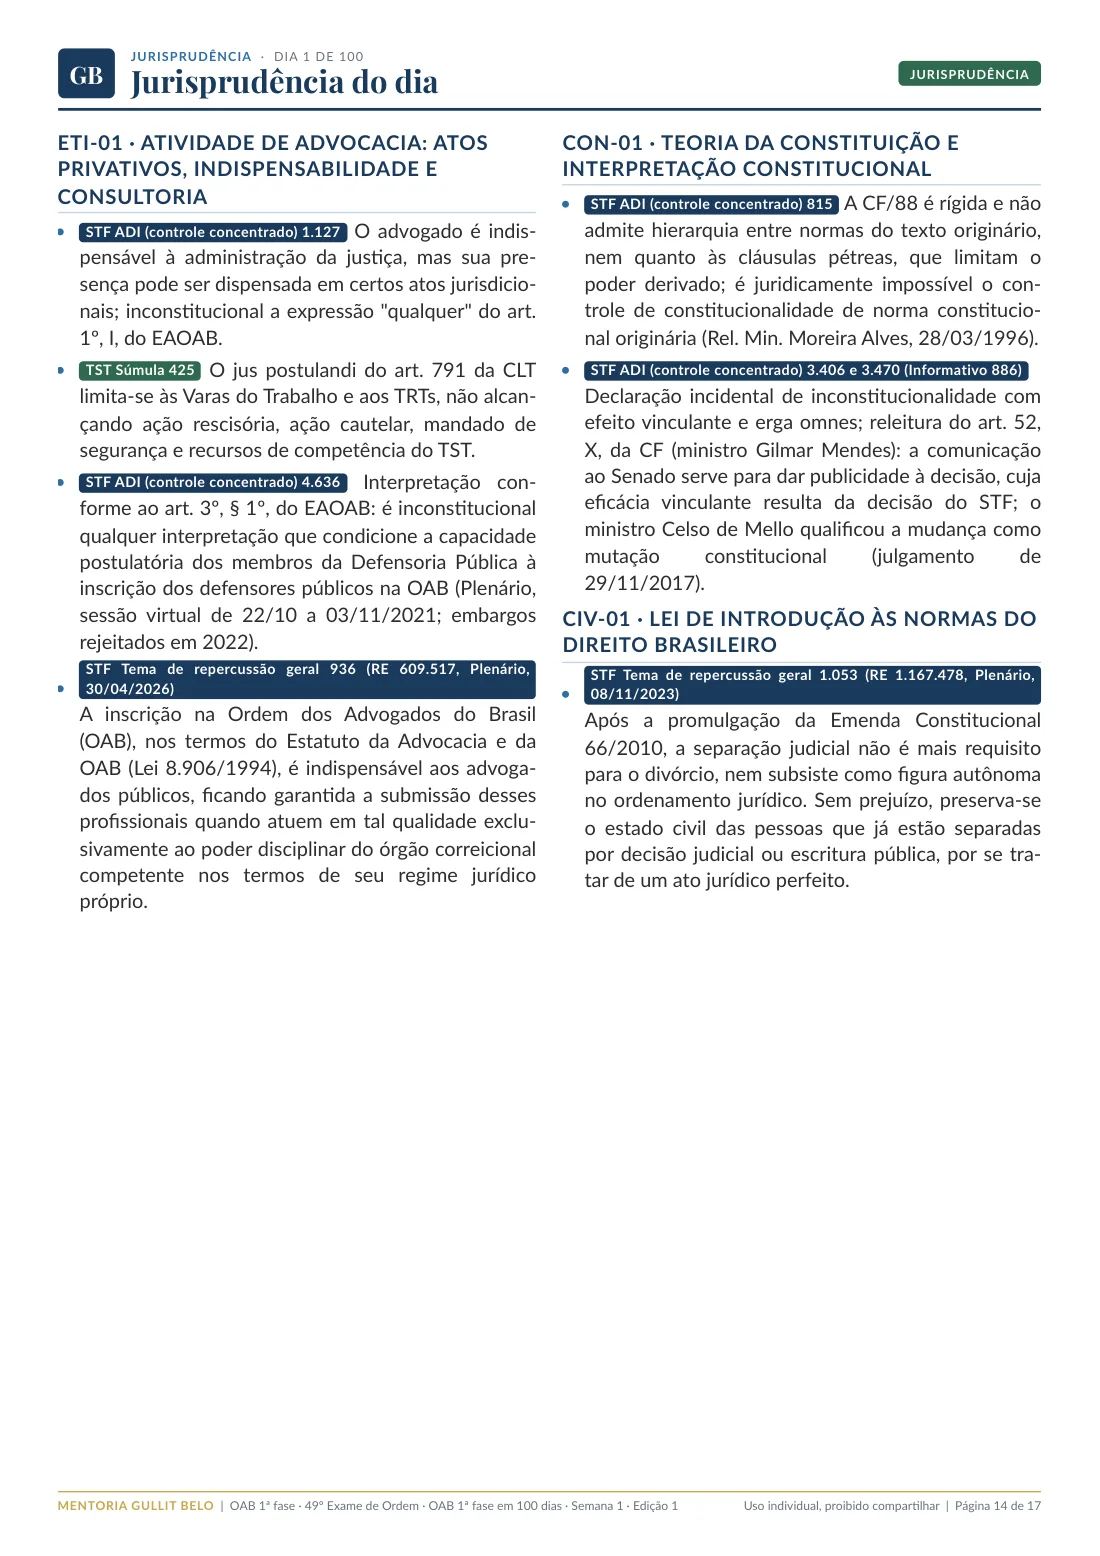 GB
JURISPRUDÊNCIA · DIA 1 DE 100
Jurisprudência do dia
JURISPRUDÊNCIA
ETI-01 · ATIVIDADE DE ADVOCACIA: ATOS
PRIVATIVOS, INDISPENSABILIDADE E
CONSULTORIA
• STF ADI (controle concentrado) 1.127 O advogado é indis-
pensável à administração da justiça, mas sua pre-
sença pode ser dispensada em certos atos jurisdicio-
nais; inconstitucional a expressão "qualquer" do art.
1º, I, do EAOAB.
• TST Súmula 425 O jus postulandi do art. 791 da CLT
limita-se às Varas do Trabalho e aos TRTs, não alcan-
çando ação rescisória, ação cautelar, mandado de
segurança e recursos de competência do TST.
• STF ADI (controle concentrado) 4.636 Interpretação con-
forme ao art. 3º, § 1º, do EAOAB: é inconstitucional
qualquer interpretação que condicione a capacidade
postulatória dos membros da Defensoria Pública à
inscrição dos defensores públicos na OAB (Plenário,
sessão virtual de 22/10 a 03/11/2021; embargos
rejeitados em 2022).
• STF Tema de repercussão geral 936 (RE 609.517, Plenário,
30/04/2026)
A inscrição na Ordem dos Advogados do Brasil
(OAB), nos termos do Estatuto da Advocacia e da
OAB (Lei 8.906/1994), é indispensável aos advoga-
dos públicos, ficando garantida a submissão desses
profissionais quando atuem em tal qualidade exclu-
sivamente ao poder disciplinar do órgão correicional
competente nos termos de seu regime jurídico
próprio.
CON-01 · TEORIA DA CONSTITUIÇÃO E
INTERPRETAÇÃO CONSTITUCIONAL
• STF ADI (controle concentrado) 815 A CF/88 é rígida e não
admite hierarquia entre normas do texto originário,
nem quanto às cláusulas pétreas, que limitam o
poder derivado; é juridicamente impossível o con-
trole de constitucionalidade de norma constitucio-
nal originária (Rel. Min. Moreira Alves, 28/03/1996).
• STF ADI (controle concentrado) 3.406 e 3.470 (Informativo 886)
Declaração incidental de inconstitucionalidade com
efeito vinculante e erga omnes; releitura do art. 52,
X, da CF (ministro Gilmar Mendes): a comunicação
ao Senado serve para dar publicidade à decisão, cuja
eficácia vinculante resulta da decisão do STF; o
ministro Celso de Mello qualificou a mudança como
mutação constitucional (julgamento de
29/11/2017).
CIV-01 · LEI DE INTRODUÇÃO ÀS NORMAS DO
DIREITO BRASILEIRO
• STF Tema de repercussão geral 1.053 (RE 1.167.478, Plenário,
08/11/2023)
Após a promulgação da Emenda Constitucional
66/2010, a separação judicial não é mais requisito
para o divórcio, nem subsiste como figura autônoma
no ordenamento jurídico. Sem prejuízo, preserva-se
o estado civil das pessoas que já estão separadas
por decisão judicial ou escritura pública, por se tra-
tar de um ato jurídico perfeito.
MENTORIA GULLIT BELO | OAB 1ª fase · 49º Exame de Ordem · OAB 1ª fase em 100 dias · Semana 1 · Edição 1
Uso individual, proibido compartilhar | Página 14 de 17